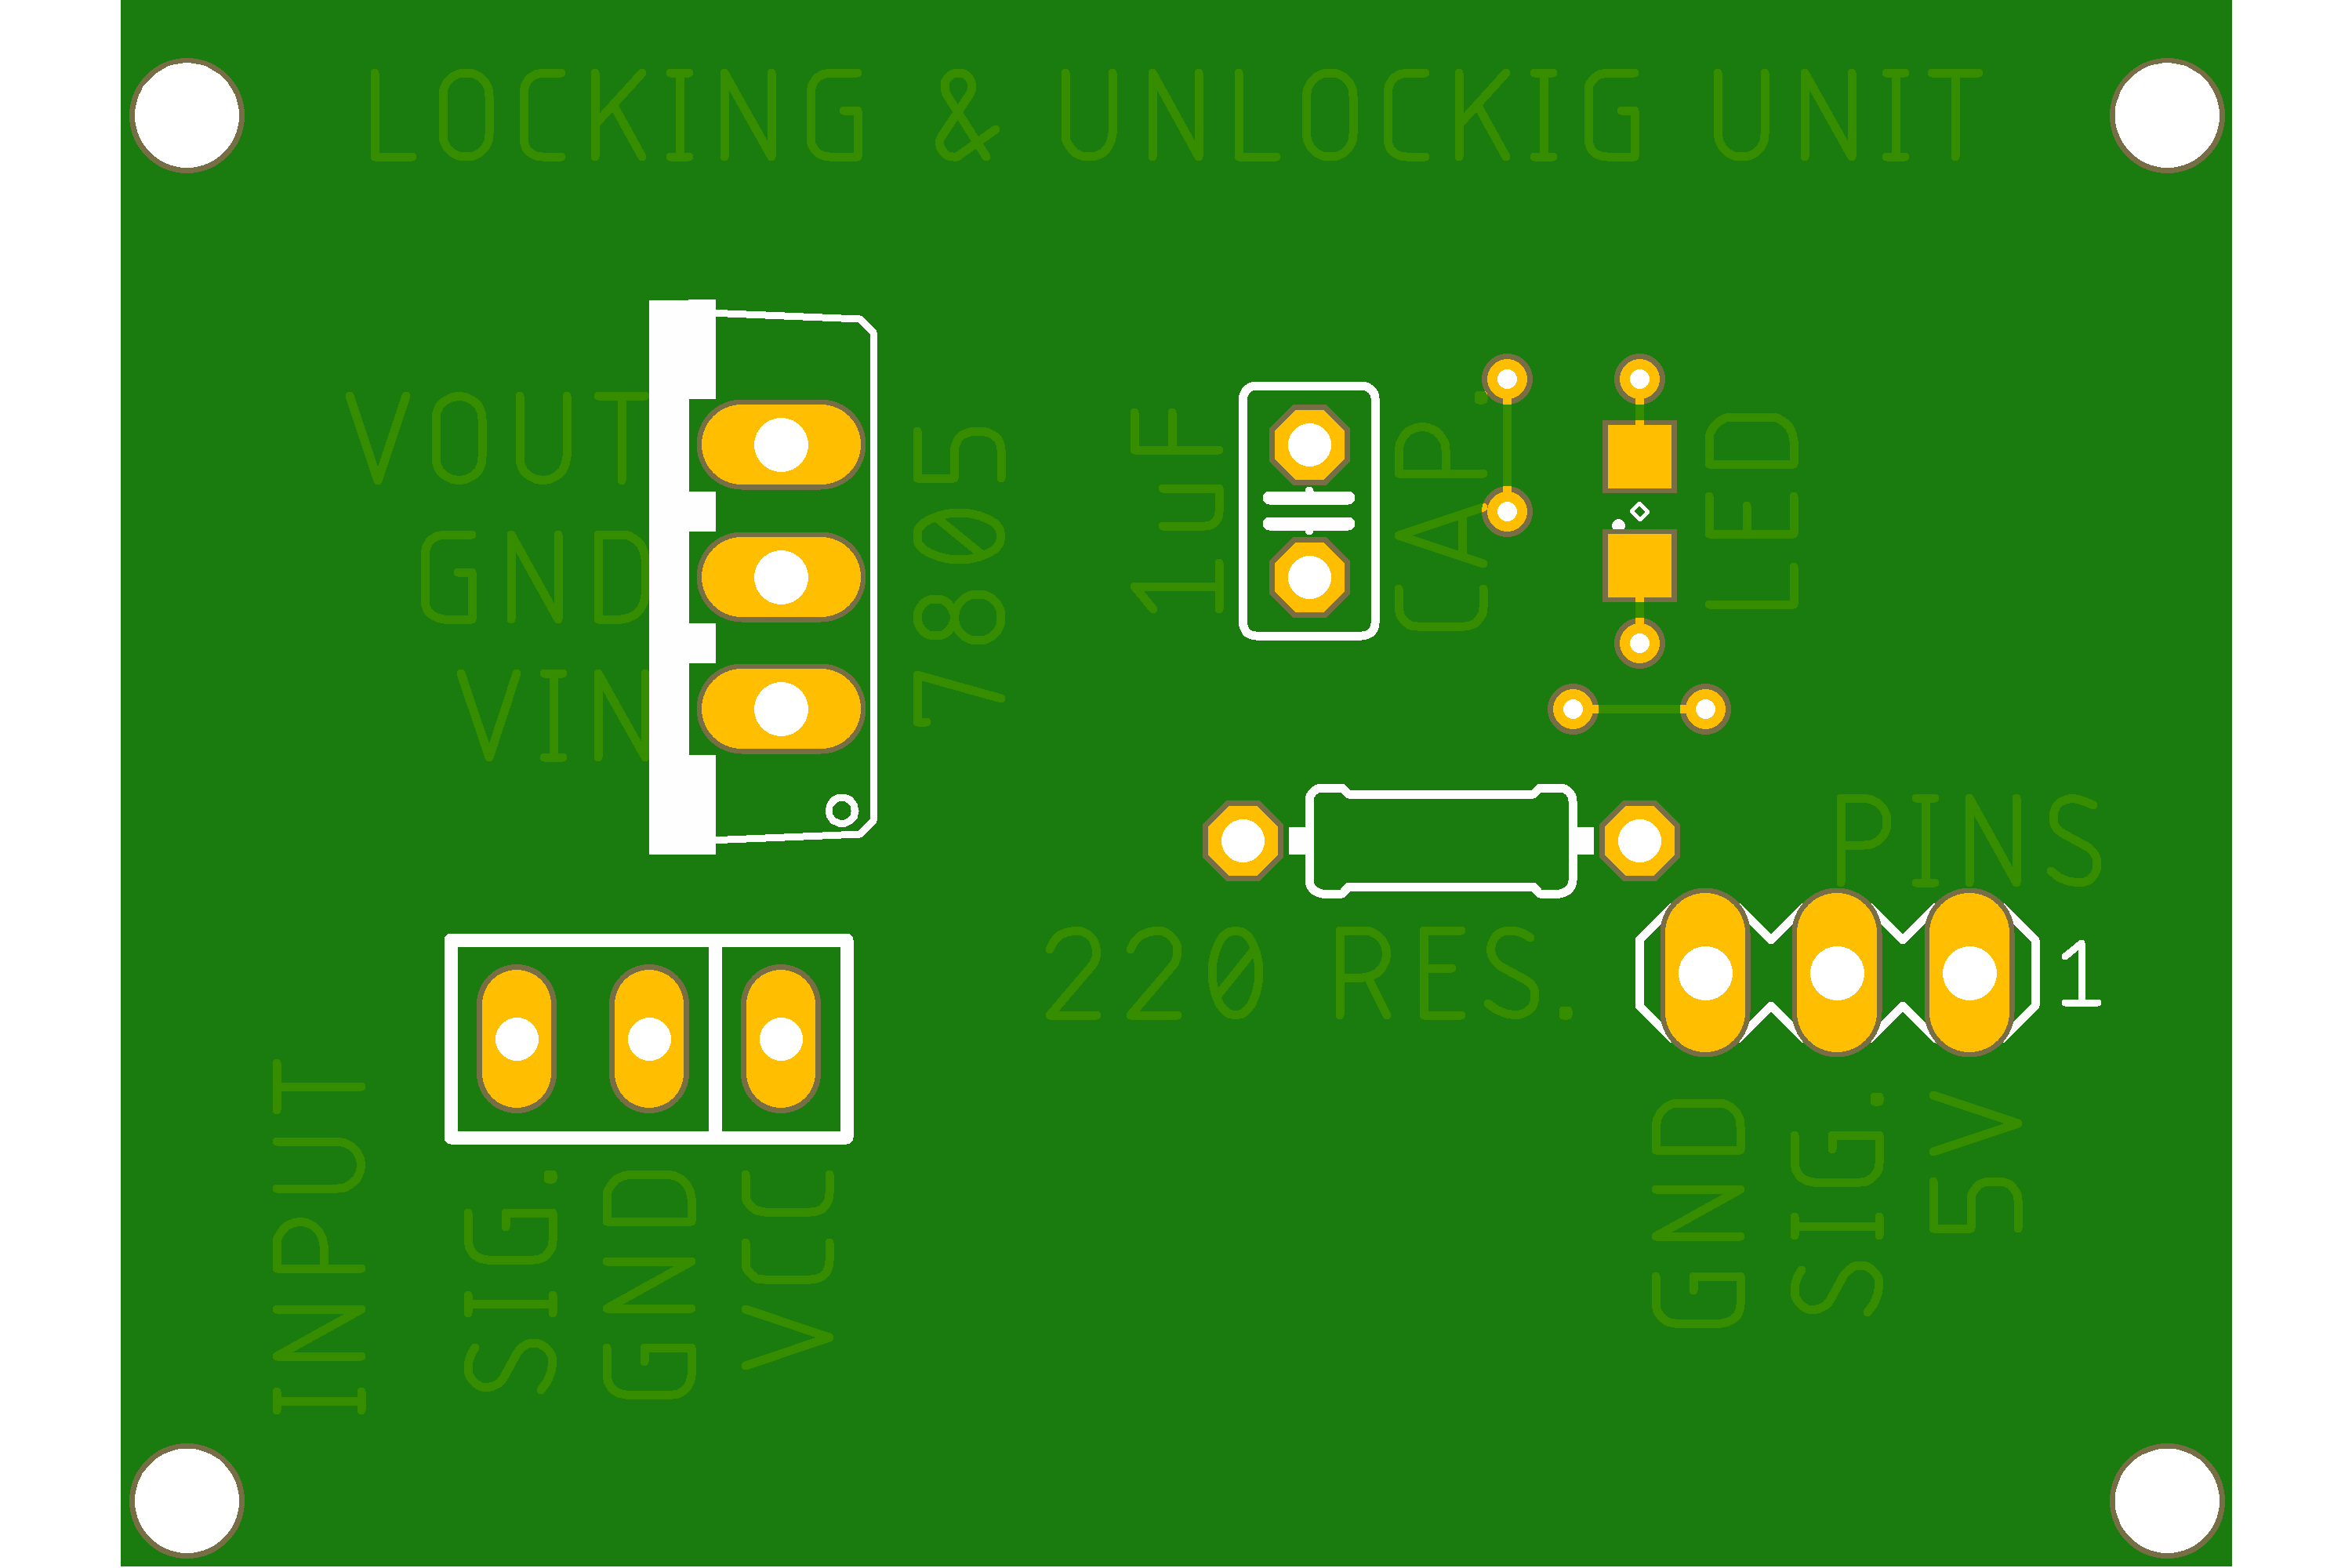 LOCKING & UNLOCKIG UNIT
VOUT
GND
VIN
7805
1uF
CAP.
LED
PINS
1
220 RES.
INPUT
SIG.
GND
VCC
GND
SIG.
5V